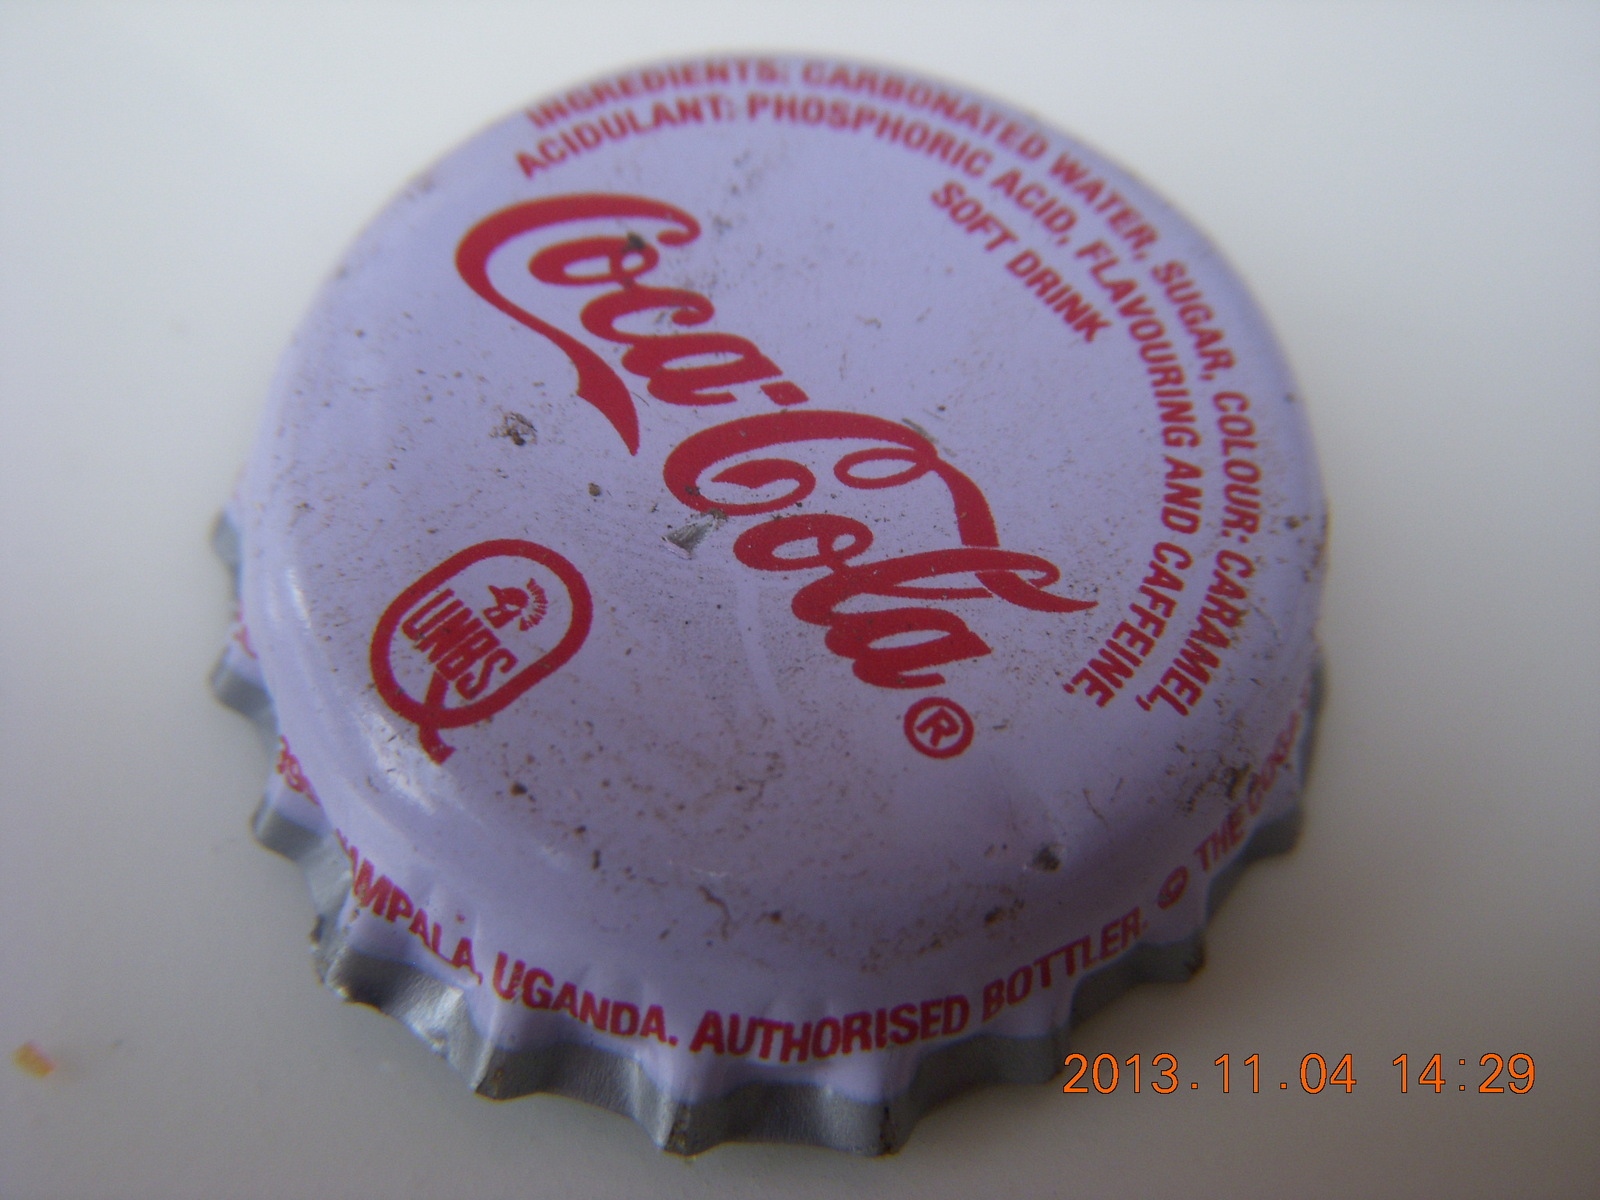 INGREDIENTS: CARBONATED WATER, SUGAR, COLOUR: CARAMEL,
ACIDULANT: PHOSPHORIC ACID, FLAVOURING AND CAFFEINE,
SOFT DRINK
Coca-Cola®
UNBS
UGANDA. AUTHORISED BOTTLER. ® THE
2013.11.04 14:29